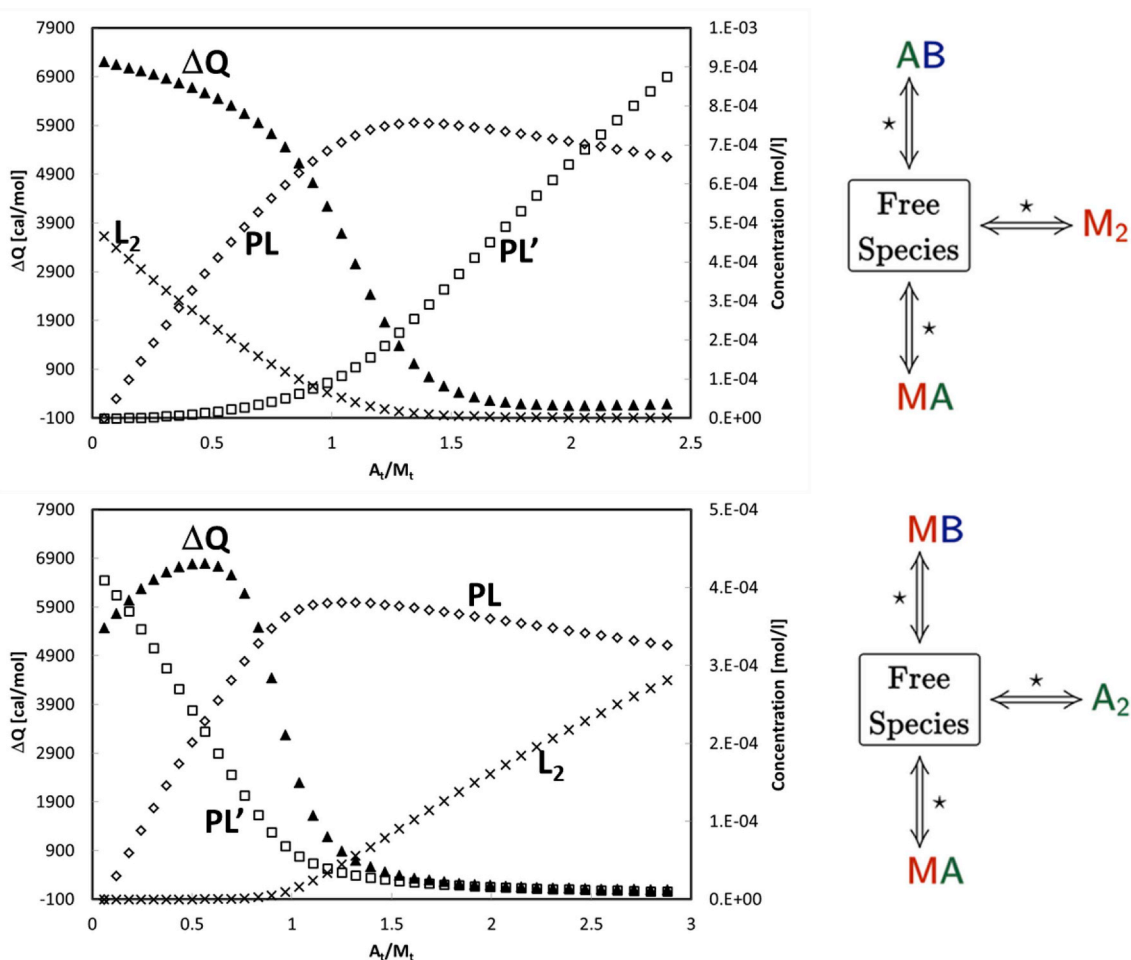 7900
6900
5900
4900
3900
2900
1900
900
-100
ΔQ [cal/mol]
ΔQ
L₂
PL
PL’
1.E-03
9.E-04
8.E-04
7.E-04
6.E-04
5.E-04
4.E-04
3.E-04
2.E-04
1.E-04
0.E+00
Concentration [mol/l]
0 0.5 1 1.5 2 2.5
Aₜ/Mₜ
AB
⋆
Free
Species
⋆
M₂
⋆
MA
7900
6900
5900
4900
3900
2900
1900
900
-100
ΔQ [cal/mol]
ΔQ
PL
PL’
L₂
5.E-04
4.E-04
3.E-04
2.E-04
1.E-04
0.E+00
Concentration [mol/l]
0 0.5 1 1.5 2 2.5 3
Aₜ/Mₜ
MB
⋆
Free
Species
⋆
A₂
⋆
MA